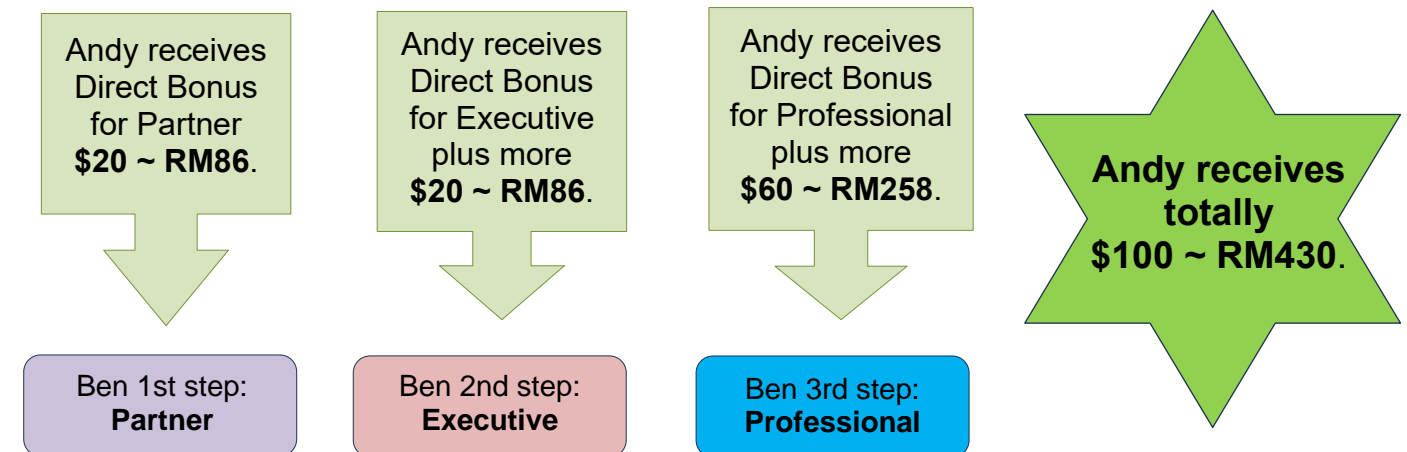 Andy receives
Direct Bonus
for Partner
$20 ~ RM86.
Andy receives
Direct Bonus
for Executive
plus more
$20 ~ RM86.
Andy receives
Direct Bonus
for Professional
plus more
$60 ~ RM258.
Andy receives
totally
$100 ~ RM430.
Ben 1st step:
Partner
Ben 2nd step:
Executive
Ben 3rd step:
Professional